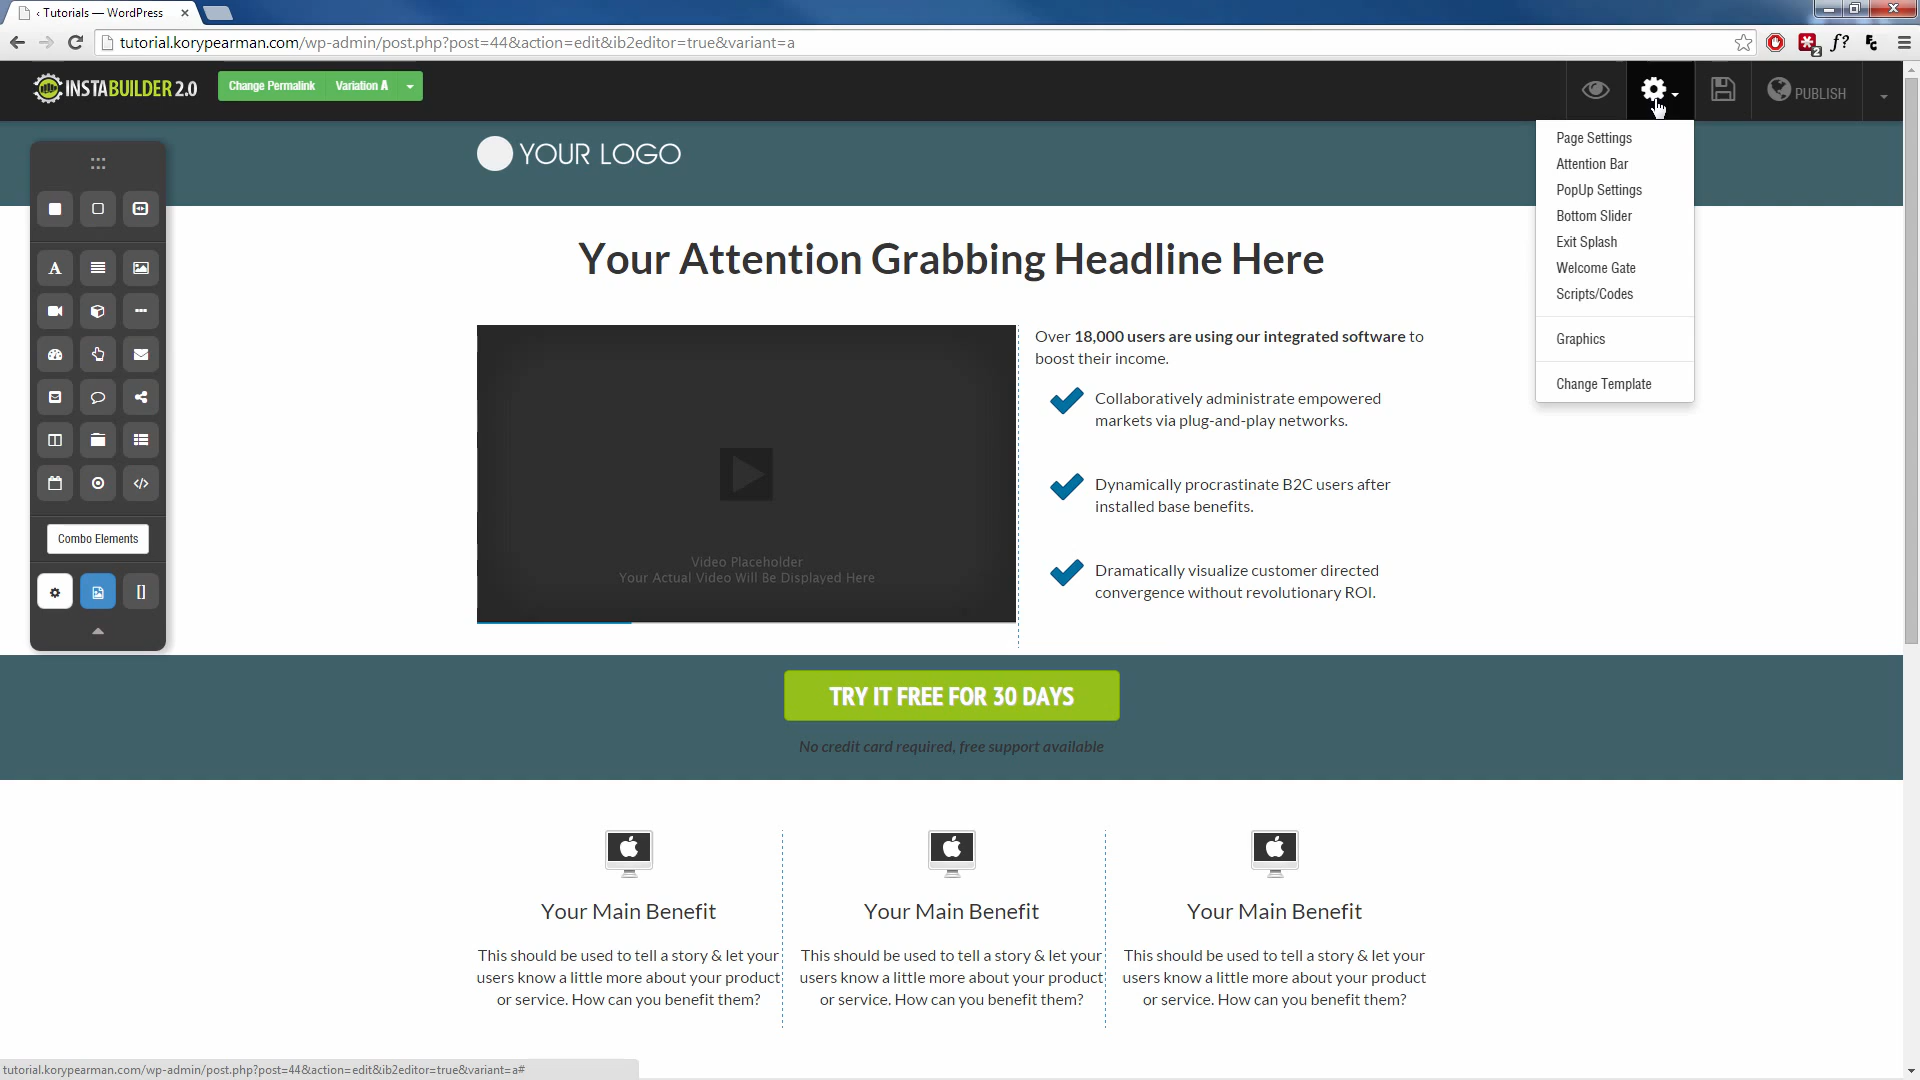 ‹ Tutorials — WordPress
tutorial.korypearman.com/wp-admin/post.php?post=44&action=edit&ib2editor=true&variant=a
f?
2
INSTABUILDER 2.0
Change Permalink
Variation A
PUBLISH
Page Settings
Attention Bar
PopUp Settings
Bottom Slider
Exit Splash
Welcome Gate
Scripts/Codes
Graphics
Change Template
YOUR LOGO
A
</>
Combo Elements
[]
Your Attention Grabbing Headline Here
Video Placeholder
Your Actual Video Will Be Displayed Here
Over 18,000 users are using our integrated software to
boost their income.
Collaboratively administrate empowered
markets via plug-and-play networks.
Dynamically procrastinate B2C users after
installed base benefits.
Dramatically visualize customer directed
convergence without revolutionary ROI.
TRY IT FREE FOR 30 DAYS
No credit card required, free support available
Your Main Benefit
This should be used to tell a story & let your
users know a little more about your product
or service. How can you benefit them?
Your Main Benefit
This should be used to tell a story & let your
users know a little more about your product
or service. How can you benefit them?
Your Main Benefit
This should be used to tell a story & let your
users know a little more about your product
or service. How can you benefit them?
tutorial.korypearman.com/wp-admin/post.php?post=44&action=edit&ib2editor=true&variant=a#